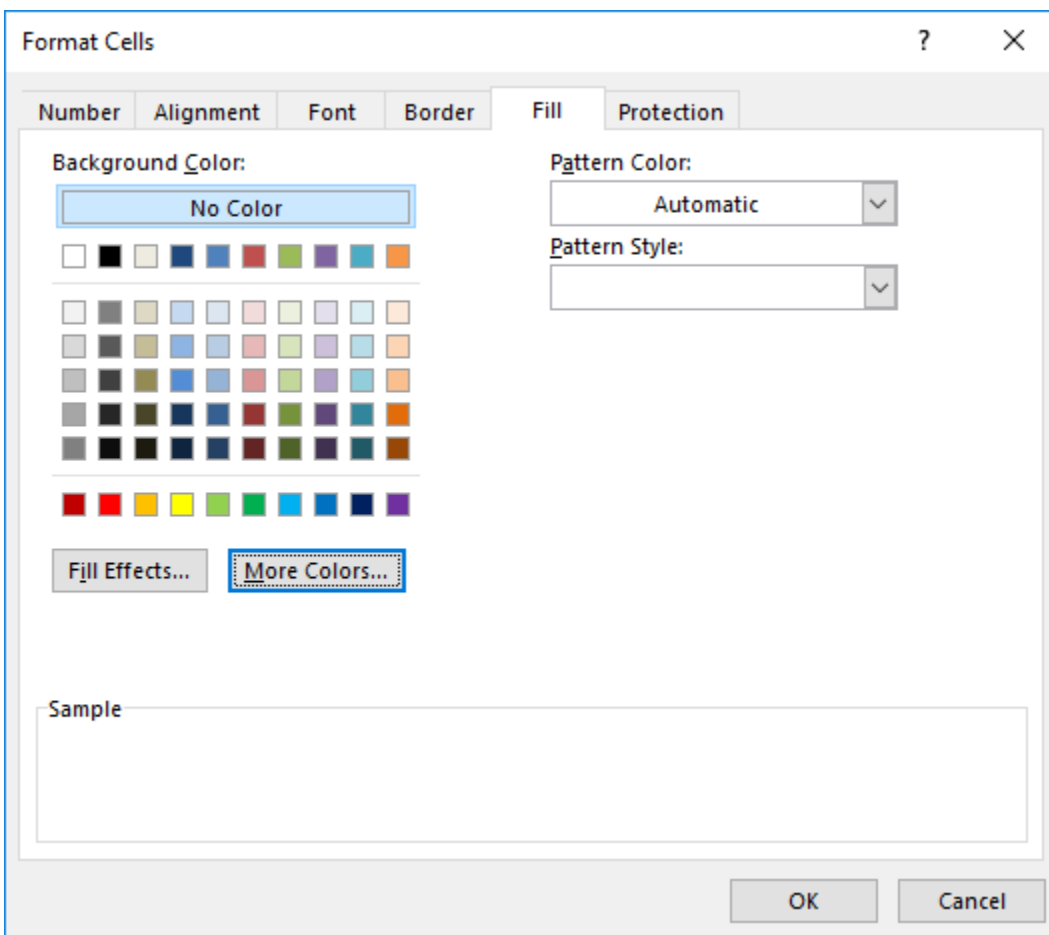 Format Cells ?
Number Alignment Font Border Fill Protection
Background Color:
No Color
Fill Effects... More Colors...
Pattern Color:
Automatic
Pattern Style:
Sample
OK Cancel